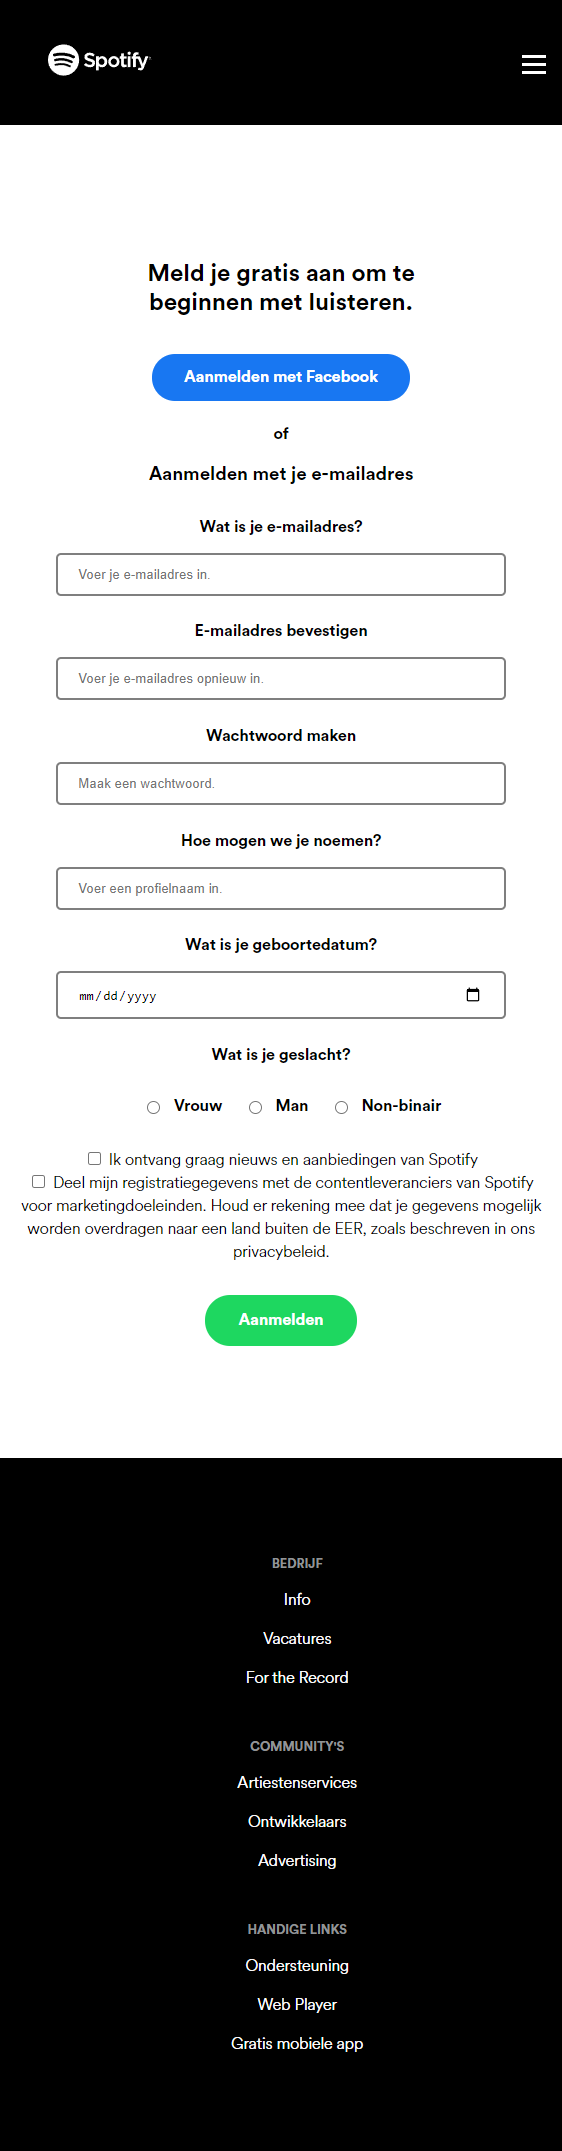 Spotify
Meld je gratis aan om te
beginnen met luisteren.
Aanmelden met Facebook
of
Aanmelden met je e-mailadres
Wat is je e-mailadres?
Voer je e-mailadres in.
E-mailadres bevestigen
Voer je e-mailadres opnieuw in.
Wachtwoord maken
Maak een wachtwoord.
Hoe mogen we je noemen?
Voer een profielnaam in.
Wat is je geboortedatum?
mm/dd/yyyy
Wat is je geslacht?
Vrouw Man Non-binair
Ik ontvang graag nieuws en aanbiedingen van Spotify
Deel mijn registratiegegevens met de contentleveranciers van Spotify
voor marketingdoeleinden. Houd er rekening mee dat je gegevens mogelijk
worden overdragen naar een land buiten de EER, zoals beschreven in ons
privacybeleid.
Aanmelden
BEDRIJF
Info
Vacatures
For the Record
COMMUNITY'S
Artiestenservices
Ontwikkelaars
Advertising
HANDIGE LINKS
Ondersteuning
Web Player
Gratis mobiele app